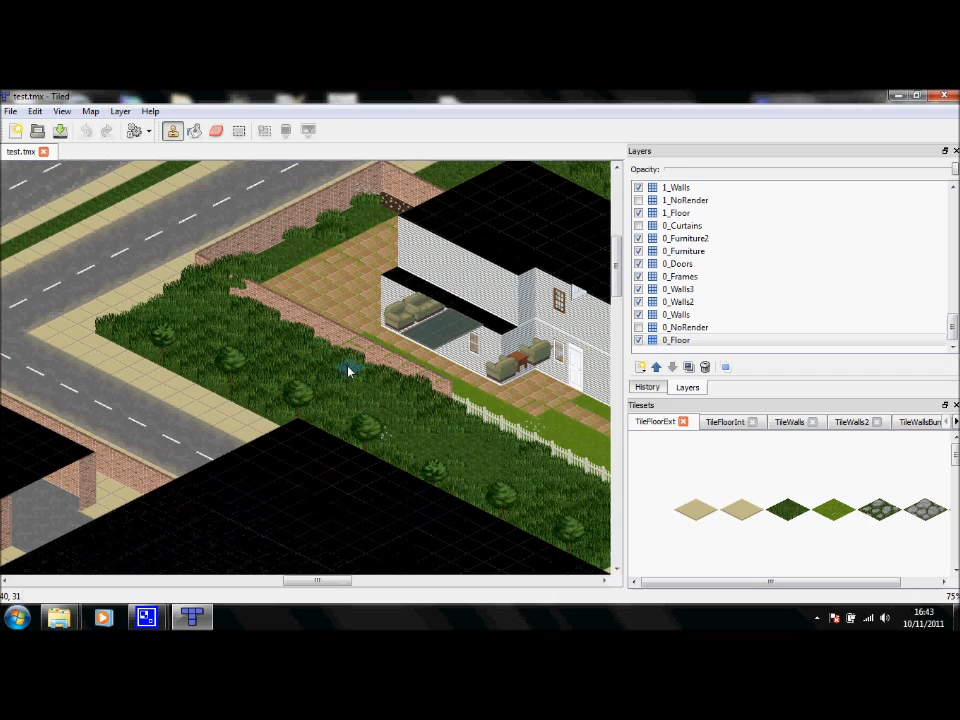 test.tmx - Tiled
File Edit View Map Layer Help
test.tmx
Layers
Opacity:
1_Walls
1_NoRender
1_Floor
0_Curtains
0_Furniture2
0_Furniture
0_Doors
0_Frames
0_Walls3
0_Walls2
0_Walls
0_NoRender
0_Floor
History Layers
Tilesets
TileFloorExt TileFloorInt TileWalls TileWalls2 TileWallsBun
40, 31
75%
16:43
10/11/2011